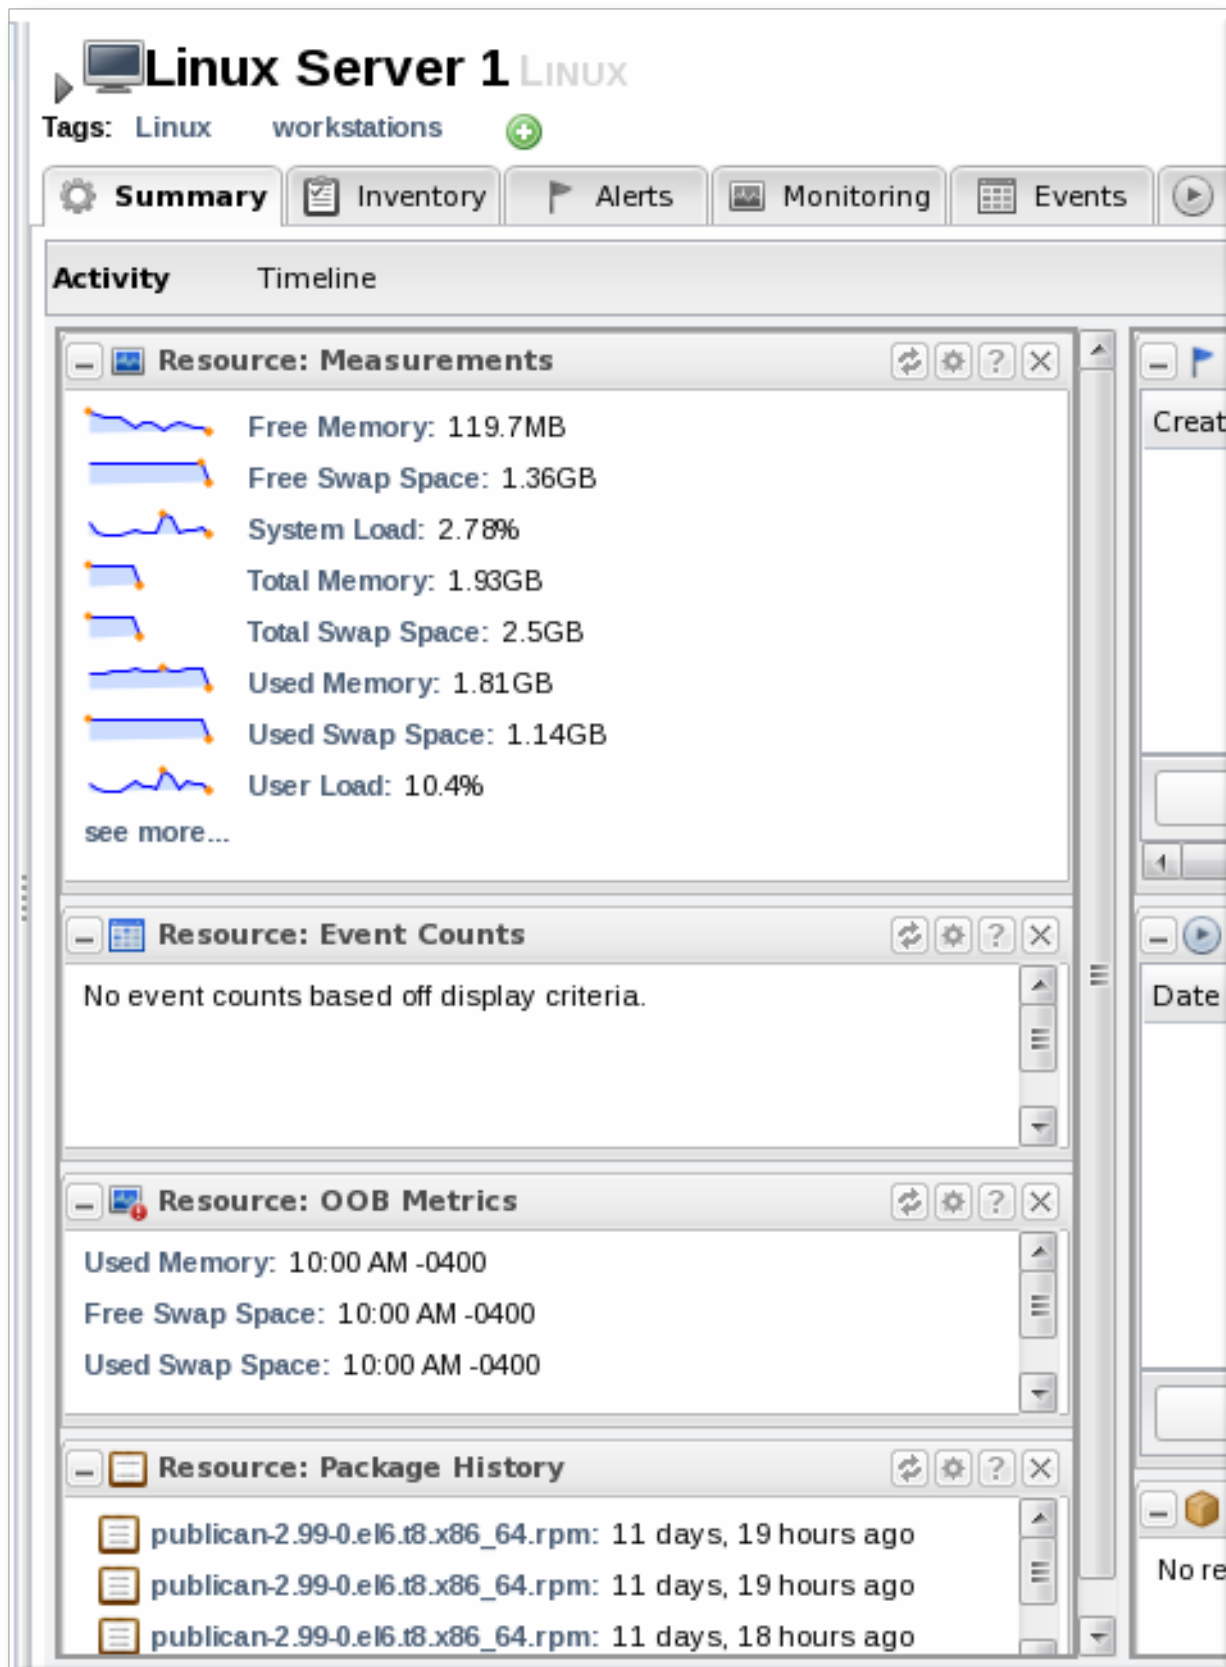 Linux Server 1 LINUX
Tags: Linux workstations
Summary Inventory Alerts Monitoring Events
Activity Timeline
Resource: Measurements
Free Memory: 119.7MB
Free Swap Space: 1.36GB
System Load: 2.78%
Total Memory: 1.93GB
Total Swap Space: 2.5GB
Used Memory: 1.81GB
Used Swap Space: 1.14GB
User Load: 10.4%
see more...
Resource: Event Counts
No event counts based off display criteria.
Resource: OOB Metrics
Used Memory: 10:00 AM -0400
Free Swap Space: 10:00 AM -0400
Used Swap Space: 10:00 AM -0400
Resource: Package History
publican-2.99-0.el6.t8.x86_64.rpm: 11 days, 19 hours ago
publican-2.99-0.el6.t8.x86_64.rpm: 11 days, 19 hours ago
publican-2.99-0.el6.t8.x86_64.rpm: 11 days, 18 hours ago
Creat
Date
No re